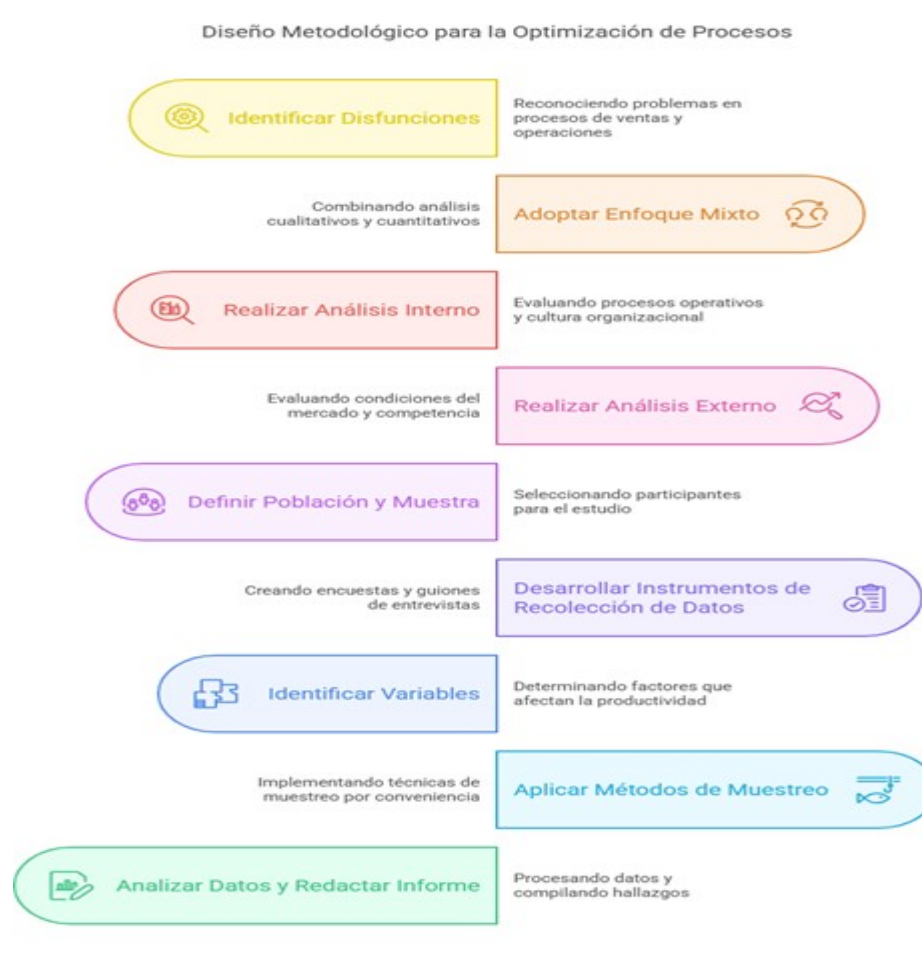 Diseño Metodológico para la Optimización de Procesos
Identificar Disfunciones
Reconociendo problemas en
procesos de ventas y
operaciones
Combinando análisis
cualitativos y cuantitativos
Adoptar Enfoque Mixto
Realizar Análisis Interno
Evaluando procesos operativos
y cultura organizacional
Evaluando condiciones del
mercado y competencia
Realizar Análisis Externo
Definir Población y Muestra
Seleccionando participantes
para el estudio
Creando encuestas y guiones
de entrevistas
Desarrollar Instrumentos de
Recolección de Datos
Identificar Variables
Determinando factores que
afectan la productividad
Implementando técnicas de
muestreo por conveniencia
Aplicar Métodos de Muestreo
Analizar Datos y Redactar Informe
Procesando datos y
compilando hallazgos